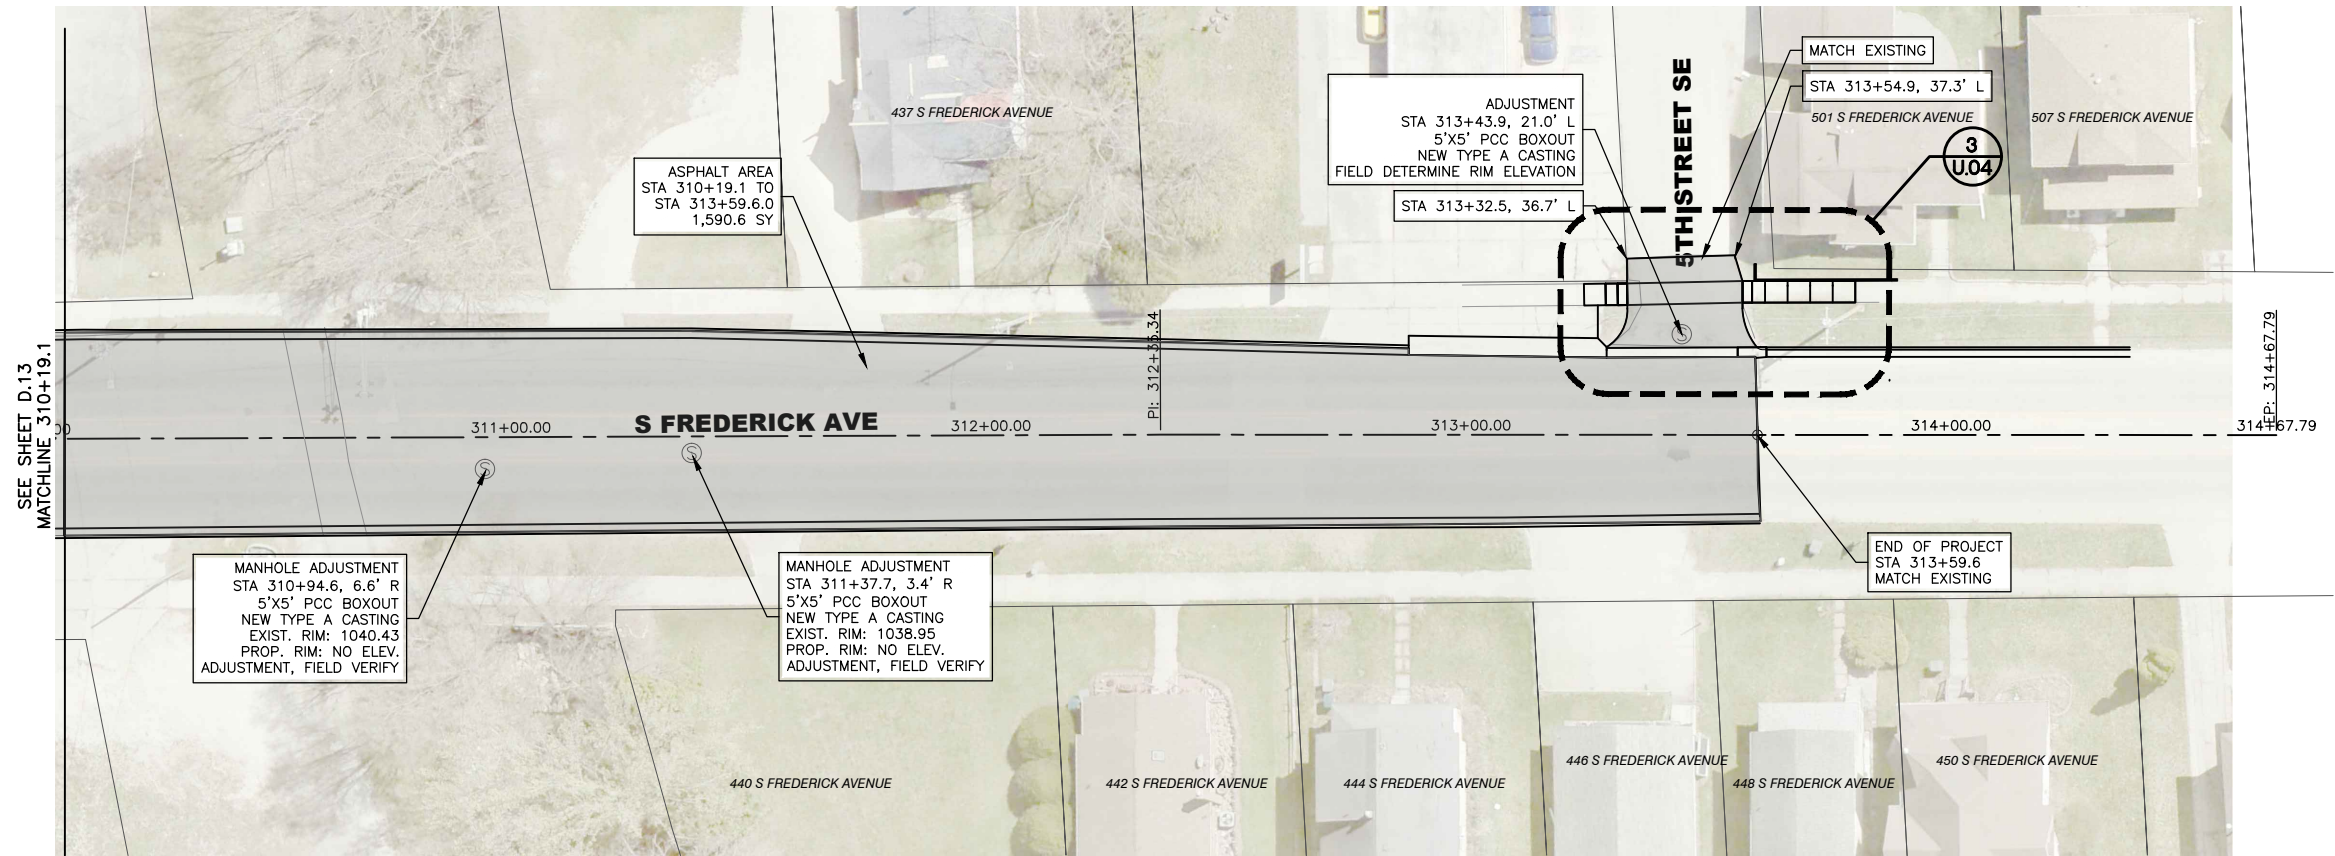 MATCH EXISTING
STA 313+54.9, 37.3' L
ADJUSTMENT
STA 313+43.9, 21.0' L
5'X5' PCC BOXOUT
NEW TYPE A CASTING
FIELD DETERMINE RIM ELEVATION
STA 313+32.5, 36.7' L
5TH STREET SE
437 S FREDERICK AVENUE
501 S FREDERICK AVENUE
507 S FREDERICK AVENUE
3
U.04
ASPHALT AREA
STA 310+19.1 TO
STA 313+59.6.0
1,590.6 SY
SEE SHEET D.13
MATCHLINE 310+19.1
00
311+00.00
S FREDERICK AVE
312+00.00
PI: 312+35.34
313+00.00
314+00.00
314+67.79
EP: 314+67.79
S
S
S
MANHOLE ADJUSTMENT
STA 310+94.6, 6.6' R
5'X5' PCC BOXOUT
NEW TYPE A CASTING
EXIST. RIM: 1040.43
PROP. RIM: NO ELEV.
ADJUSTMENT, FIELD VERIFY
MANHOLE ADJUSTMENT
STA 311+37.7, 3.4' R
5'X5' PCC BOXOUT
NEW TYPE A CASTING
EXIST. RIM: 1038.95
PROP. RIM: NO ELEV.
ADJUSTMENT, FIELD VERIFY
END OF PROJECT
STA 313+59.6
MATCH EXISTING
440 S FREDERICK AVENUE
442 S FREDERICK AVENUE
444 S FREDERICK AVENUE
446 S FREDERICK AVENUE
448 S FREDERICK AVENUE
450 S FREDERICK AVENUE